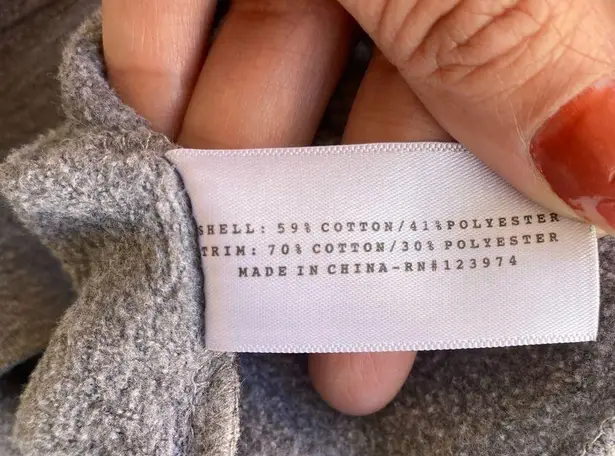 SHELL: 59% COTTON/41%POLYESTER
TRIM: 70% COTTON/30% POLYESTER
MADE IN CHINA-RN#123974